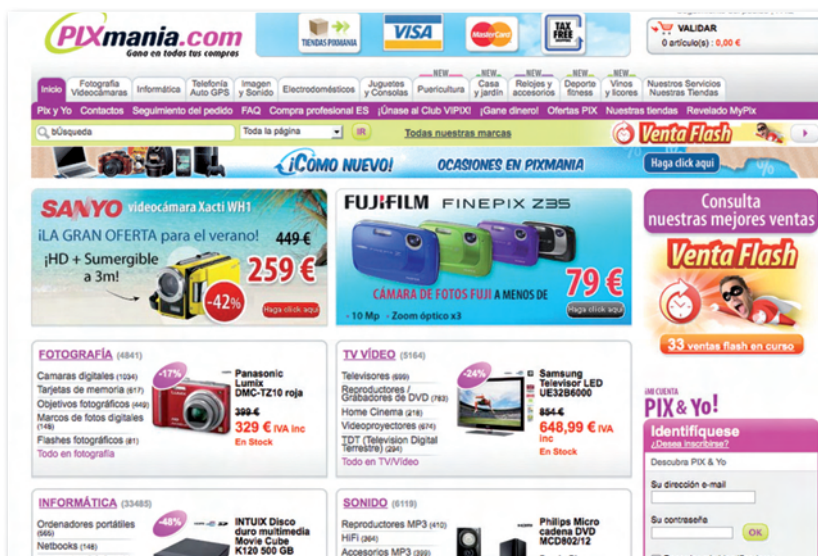 PIXmania.com
Gana en todas tus compras
TIENDAS PIXMANIA
VISA
MasterCard
TAX FREE
VALIDAR
0 artículo(s) : 0,00 €
NEW NEW NEW NEW NEW
Inicio
Fotografía Videocámaras
Informática
Telefonía Auto GPS
Imagen y Sonido
Electrodomésticos
Juguetes y Consolas
Puericultura
Casa y jardín
Relojes y accesorios
Deporte fitness
Vinos y licores
Nuestros Servicios Nuestras Tiendas
Pix y Yo Contactos Seguimiento del pedido FAQ Compra profesional ES ¡Únase al Club VIPIX! ¡Gane dinero! Ofertas PIX Nuestras tiendas Revelado MyPix
bÚsqueda
Toda la página
IR
Todas nuestras marcas
Venta Flash
¡CÓMO NUEVO!
OCASIONES EN PIXMANIA
Haga click aqui
SANYO videocámara Xacti WH1
¡LA GRAN OFERTA para el verano! 449 €
¡HD + Sumergible
a 3m!
259 €
-42%
Haga click aqui
FUJIFILM FINEPIX Z35
CÁMARA DE FOTOS FUJI A MENOS DE
79 €
- 10 Mp - Zoom óptico x3
Haga click aqui
Consulta
nuestras mejores ventas
Venta Flash
33 ventas flash en curso
FOTOGRAFÍA (4841)
Camaras digitales (1034)
Tarjetas de memoria (617)
Objetivos fotográficos (449)
Marcos de fotos digitales
(148)
Flashes fotográficos (81)
Todo en fotografía
-17%
Panasonic
Lumix
DMC-TZ10 roja
399 €
329 € IVA inc
En Stock
TV VÍDEO (5164)
Televisores (699)
Reproductores /
Grabadores de DVD (783)
Home Cinema (218)
Videoproyectores (674)
TDT (Television Digital
Terrestre) (294)
Todo en TV/Vídeo
-24%
Samsung
Televisor LED
UE32B6000
854 €
648,99 € IVA
inc
En Stock
¡MI CUENTA
PIX & Yo!
Identifíquese
¿Desea inscribirse?
Descubra PIX & Yo
Su dirección e-mail
Su contraseña
OK
INFORMÁTICA (33485)
Ordenadores portátiles
(565)
Netbooks (148)
-48%
INTUIX Disco
duro multimedia
Movie Cube
K120 500 GB
SONIDO (6119)
Reproductores MP3 (410)
HiFi (264)
Accesorios MP3 (399)
Philips Micro
cadena DVD
MCD802/12